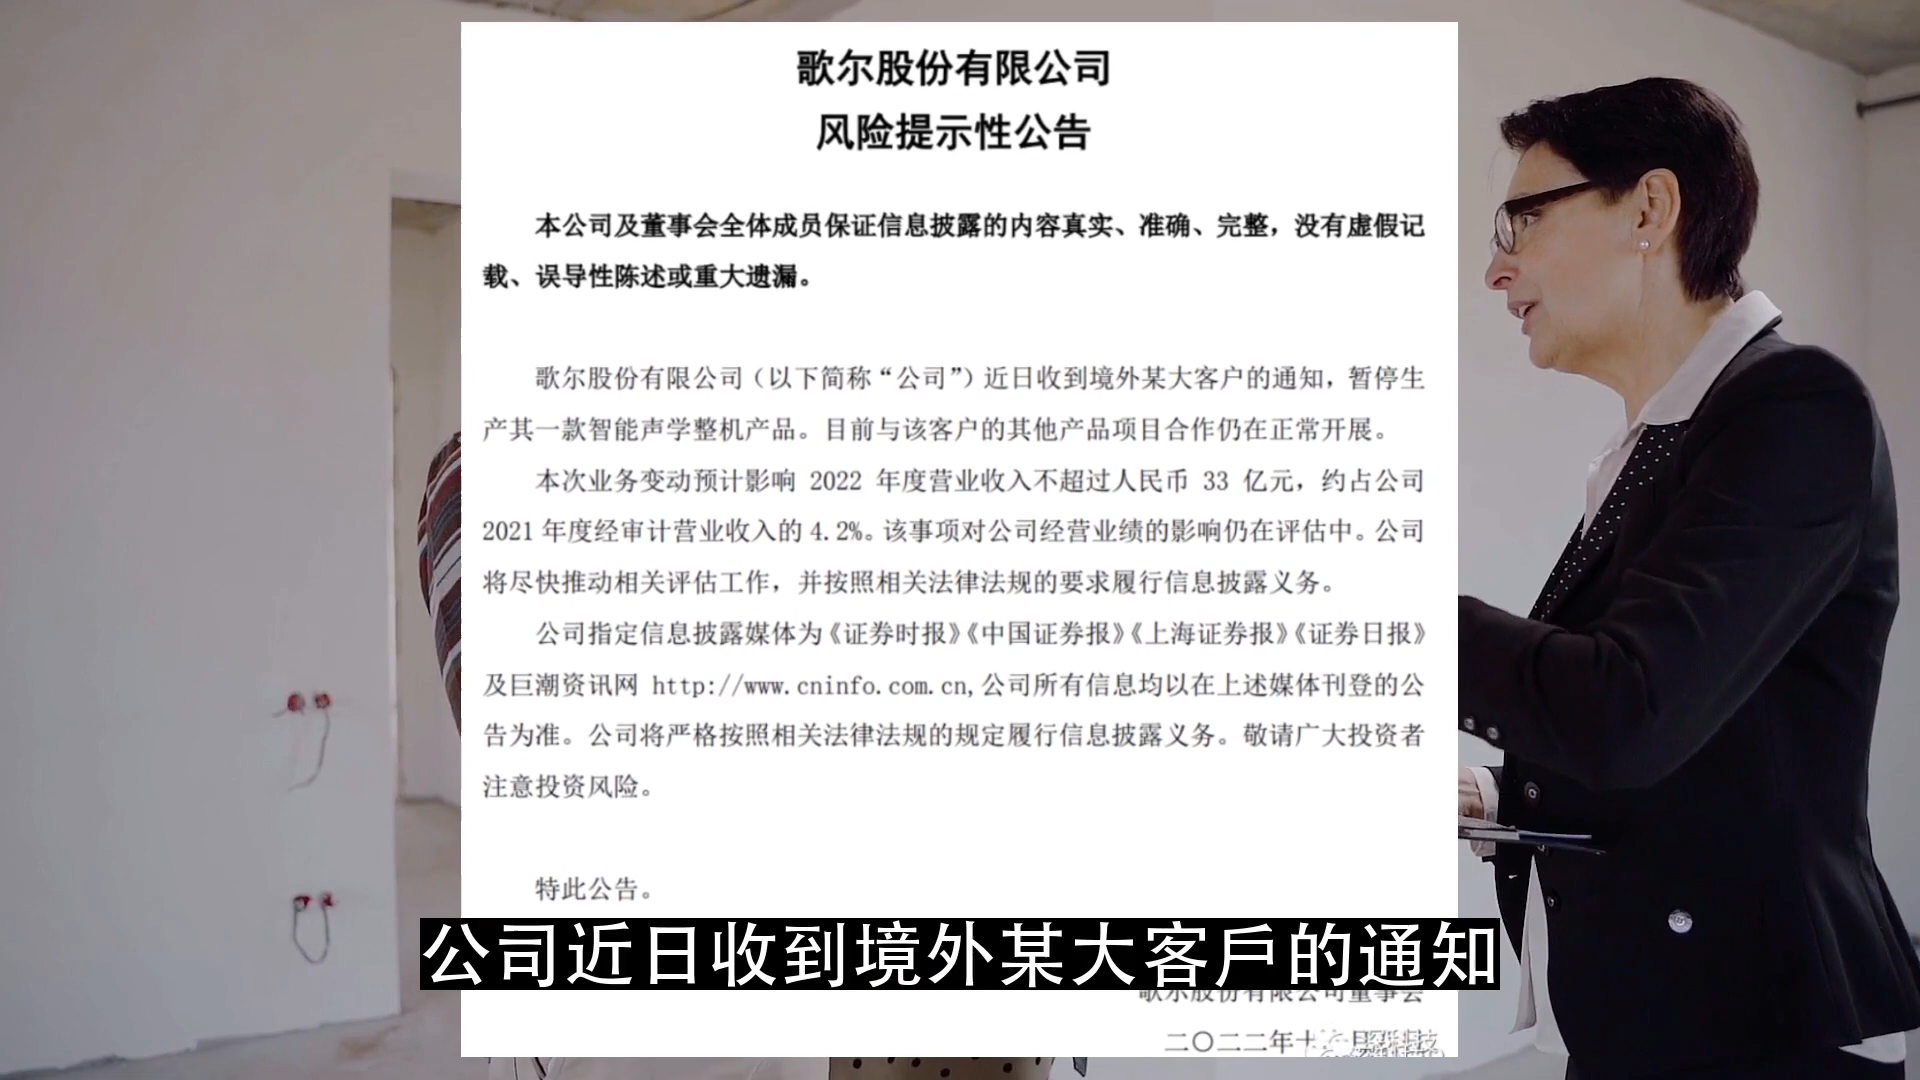 歌尔股份有限公司
风险提示性公告
本公司及董事会全体成员保证信息披露的内容真实、准确、完整，没有虚假记
载、误导性陈述或重大遗漏。
歌尔股份有限公司（以下简称“公司”）近日收到境外某大客户的通知，暂停生
产其一款智能声学整机产品。目前与该客户的其他产品项目合作仍在正常开展。
本次业务变动预计影响 2022 年度营业收入不超过人民币 33 亿元，约占公司
2021 年度经审计营业收入的 4.2%。该事项对公司经营业绩的影响仍在评估中。公司
将尽快推动相关评估工作，并按照相关法律法规的要求履行信息披露义务。
公司指定信息披露媒体为《证券时报》《中国证券报》《上海证券报》《证券日报》
及巨潮资讯网 http://www.cninfo.com.cn,公司所有信息均以在上述媒体刊登的公
告为准。公司将严格按照相关法律法规的规定履行信息披露义务。敬请广大投资者
注意投资风险。
特此公告。
公司近日收到境外某大客戶的通知
歌尔股份有限公司董事会
二〇二二年十